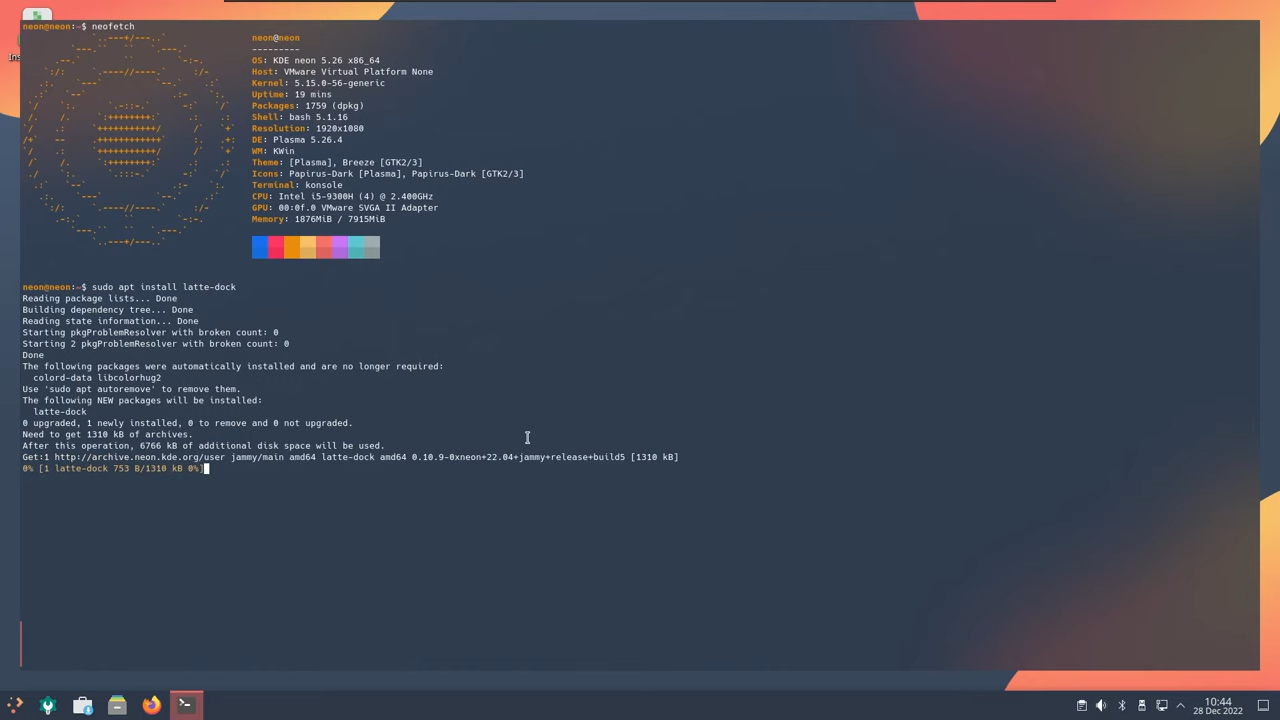 neon@neon:~$ neofetch
neon@neon
---------
OS: KDE neon 5.26 x86_64
Host: VMware Virtual Platform None
Kernel: 5.15.0-56-generic
Uptime: 19 mins
Packages: 1759 (dpkg)
Shell: bash 5.1.16
Resolution: 1920x1080
DE: Plasma 5.26.4
WM: KWin
Theme: [Plasma], Breeze [GTK2/3]
Icons: Papirus-Dark [Plasma], Papirus-Dark [GTK2/3]
Terminal: konsole
CPU: Intel i5-9300H (4) @ 2.400GHz
GPU: 00:0f.0 VMware SVGA II Adapter
Memory: 1876MiB / 7915MiB
neon@neon:~$ sudo apt install latte-dock
Reading package lists... Done
Building dependency tree... Done
Reading state information... Done
Starting pkgProblemResolver with broken count: 0
Starting 2 pkgProblemResolver with broken count: 0
Done
The following packages were automatically installed and are no longer required:
colord-data libcolorhug2
Use 'sudo apt autoremove' to remove them.
The following NEW packages will be installed:
latte-dock
0 upgraded, 1 newly installed, 0 to remove and 0 not upgraded.
Need to get 1310 kB of archives.
After this operation, 6766 kB of additional disk space will be used.
Get:1 http://archive.neon.kde.org/user jammy/main amd64 latte-dock amd64 0.10.9-0xneon+22.04+jammy+release+build5 [1310 kB]
0% [1 latte-dock 753 B/1310 kB 0%]
10:44
28 Dec 2022